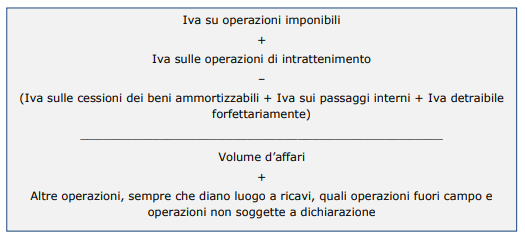 Iva su operazioni imponibili
+
Iva sulle operazioni di intrattenimento
–
(Iva sulle cessioni dei beni ammortizzabili + Iva sui passaggi interni + Iva detraibile
forfettariamente)
Volume d’affari
+
Altre operazioni, sempre che diano luogo a ricavi, quali operazioni fuori campo e
operazioni non soggette a dichiarazione